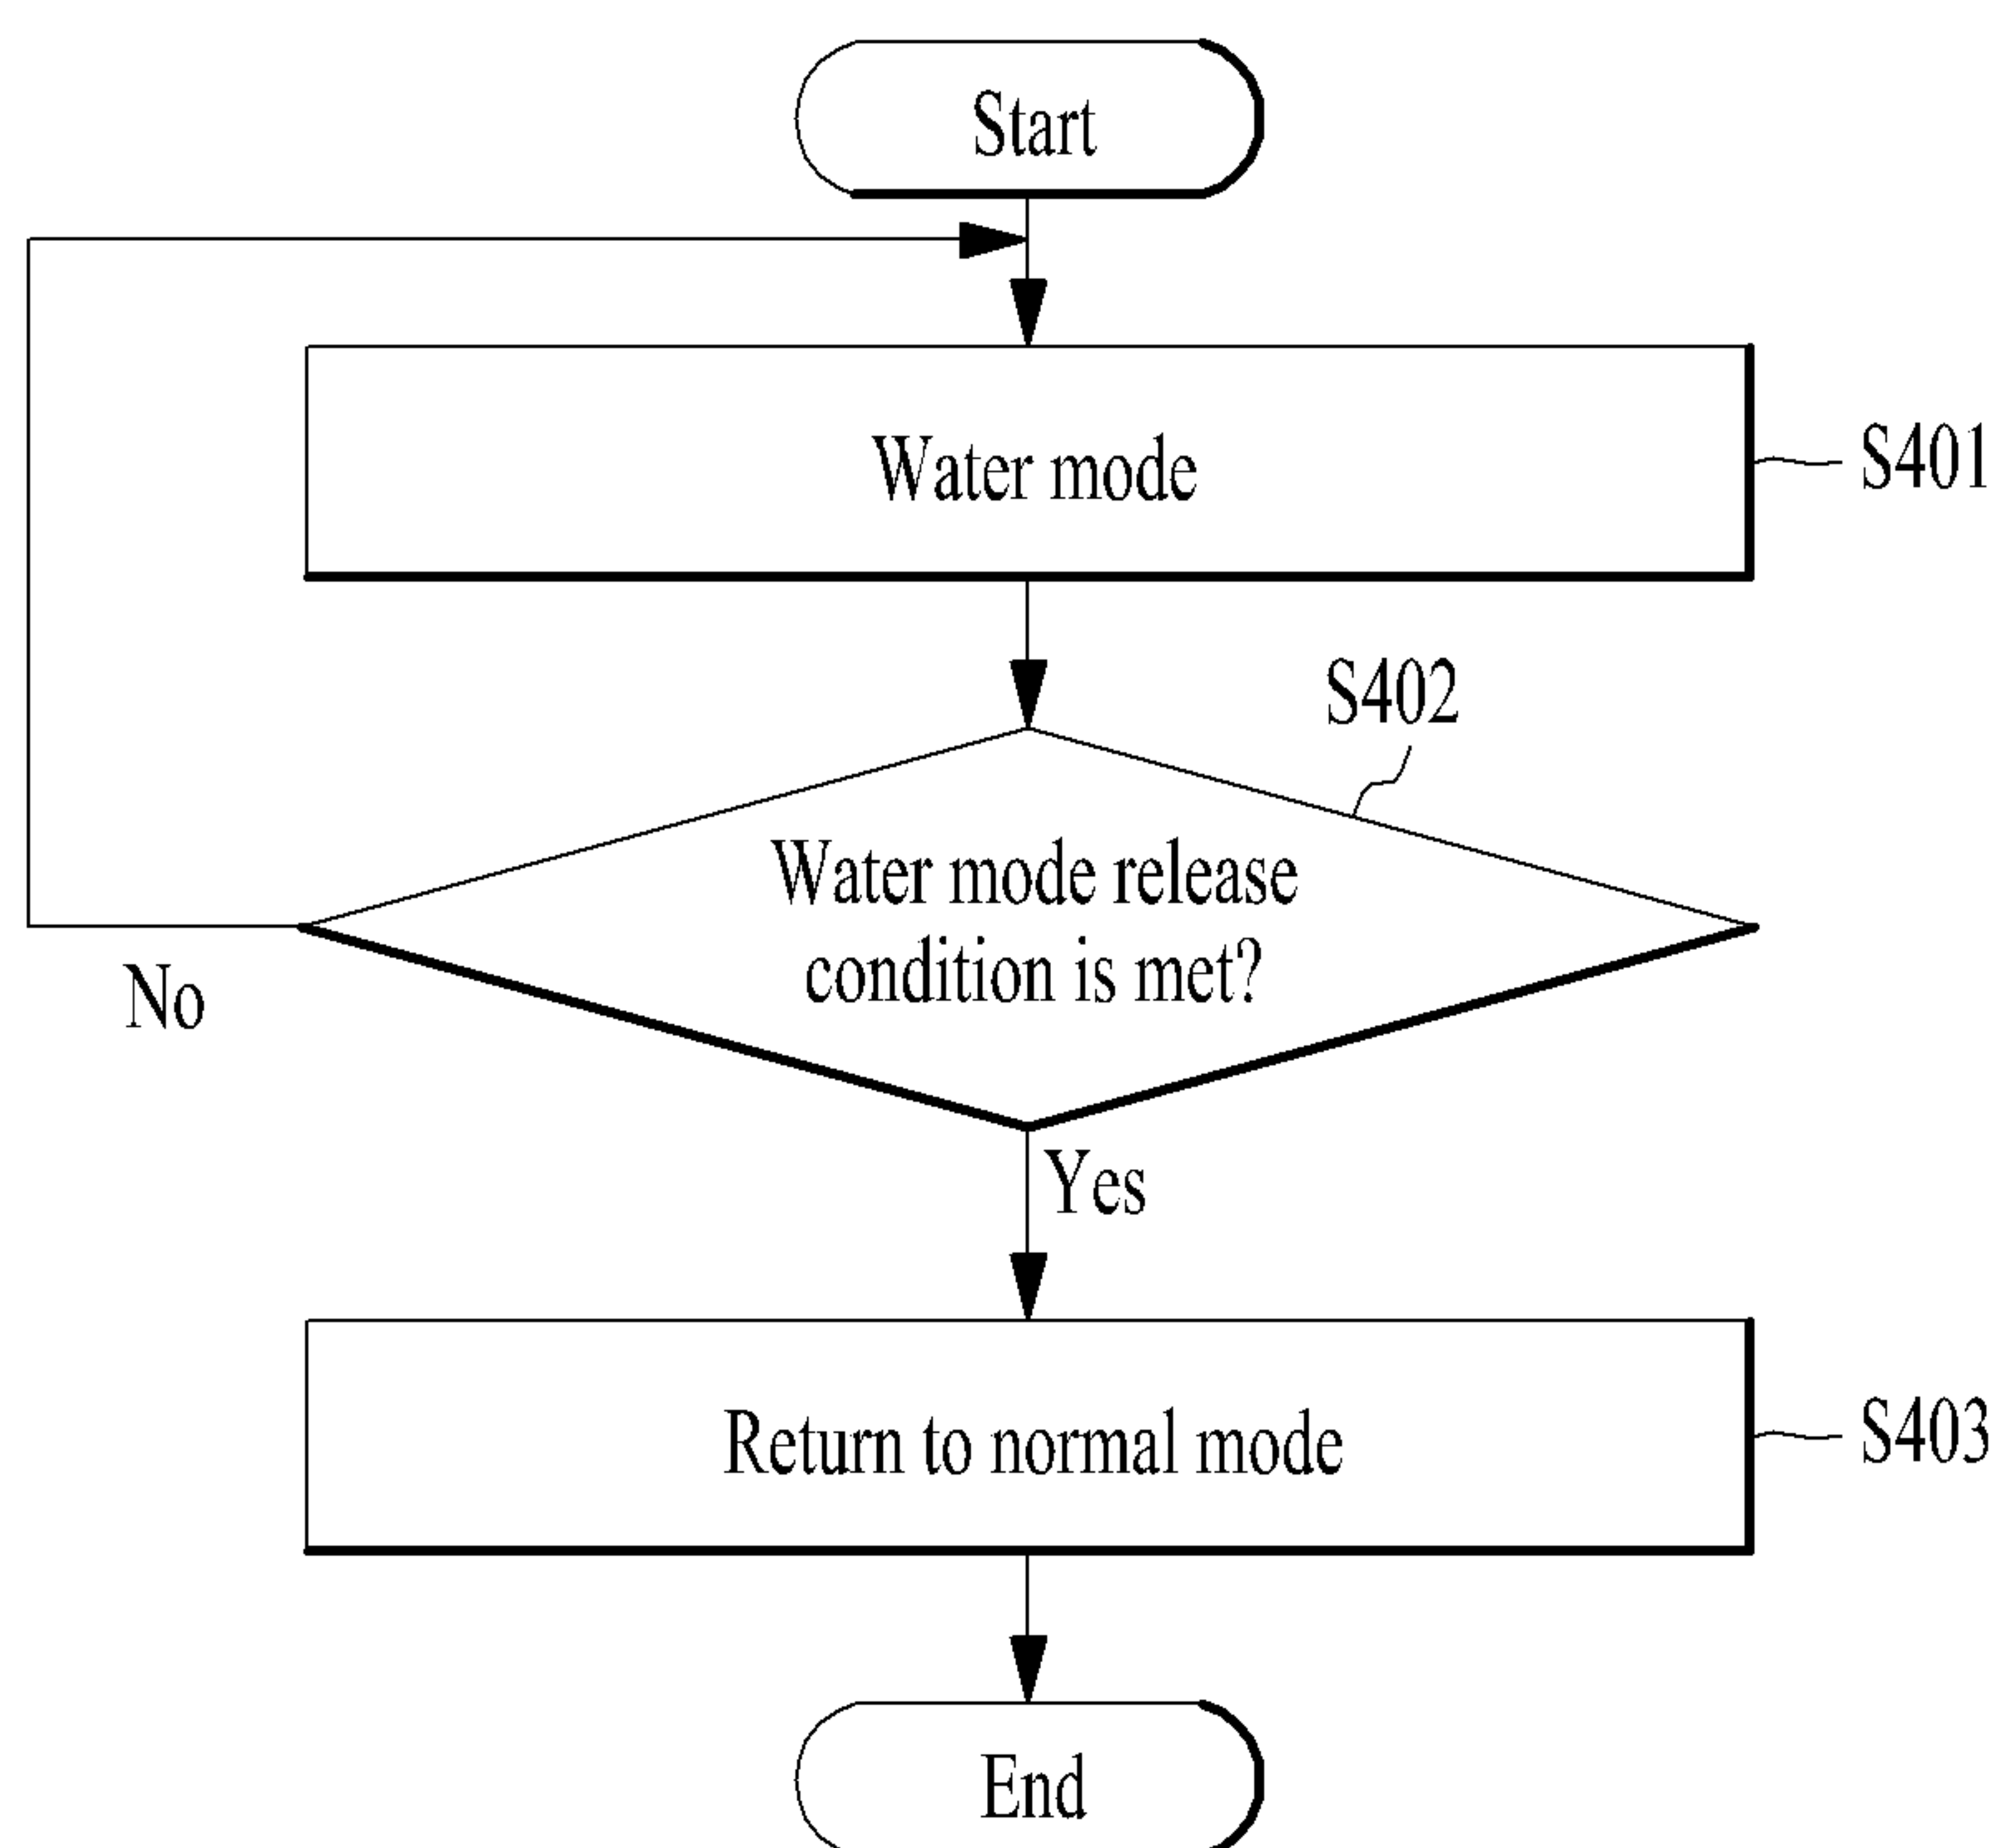 Start
Water mode
S401
S402
Water mode release
condition is met?
No
Yes
Return to normal mode
S403
End